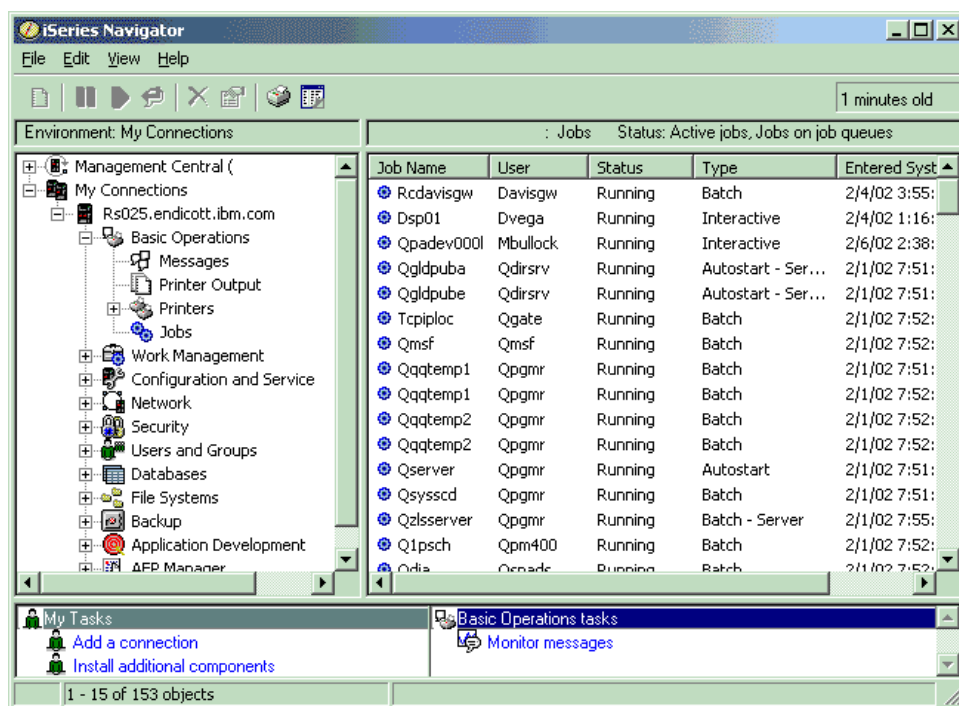 iSeries Navigator
File Edit View Help
1 minutes old
Environment: My Connections
: Jobs Status: Active jobs, Jobs on job queues
Management Central (
My Connections
Rs025.endicott.ibm.com
Basic Operations
Messages
Printer Output
Printers
Jobs
Work Management
Configuration and Service
Network
Security
Users and Groups
Databases
File Systems
Backup
Application Development
AFP Manager
Job Name User Status Type Entered Syst
Rcdavisgw Davisgw Running Batch 2/4/02 3:55:
Dsp01 Dvega Running Interactive 2/4/02 1:16:
Qpadev000l Mbullock Running Interactive 2/6/02 2:38:
Qgldpuba Qdirsrv Running Autostart - Ser... 2/1/02 7:51:
Qgldpube Qdirsrv Running Autostart - Ser... 2/1/02 7:51:
Tcpiploc Qgate Running Batch 2/1/02 7:52:
Qmsf Qmsf Running Batch 2/1/02 7:52:
Qqqtemp1 Qpgmr Running Batch 2/1/02 7:51:
Qqqtemp1 Qpgmr Running Batch 2/1/02 7:52:
Qqqtemp2 Qpgmr Running Batch 2/1/02 7:52:
Qqqtemp2 Qpgmr Running Batch 2/1/02 7:52:
Qserver Qpgmr Running Autostart 2/1/02 7:51:
Qsysscd Qpgmr Running Batch 2/1/02 7:51:
Qzlsserver Qpgmr Running Batch - Server 2/1/02 7:55:
Q1psch Qpm400 Running Batch 2/1/02 7:52:
Qdia Qsnads Running Batch 2/1/02 7:52:
My Tasks
Add a connection
Install additional components
Basic Operations tasks
Monitor messages
1 - 15 of 153 objects